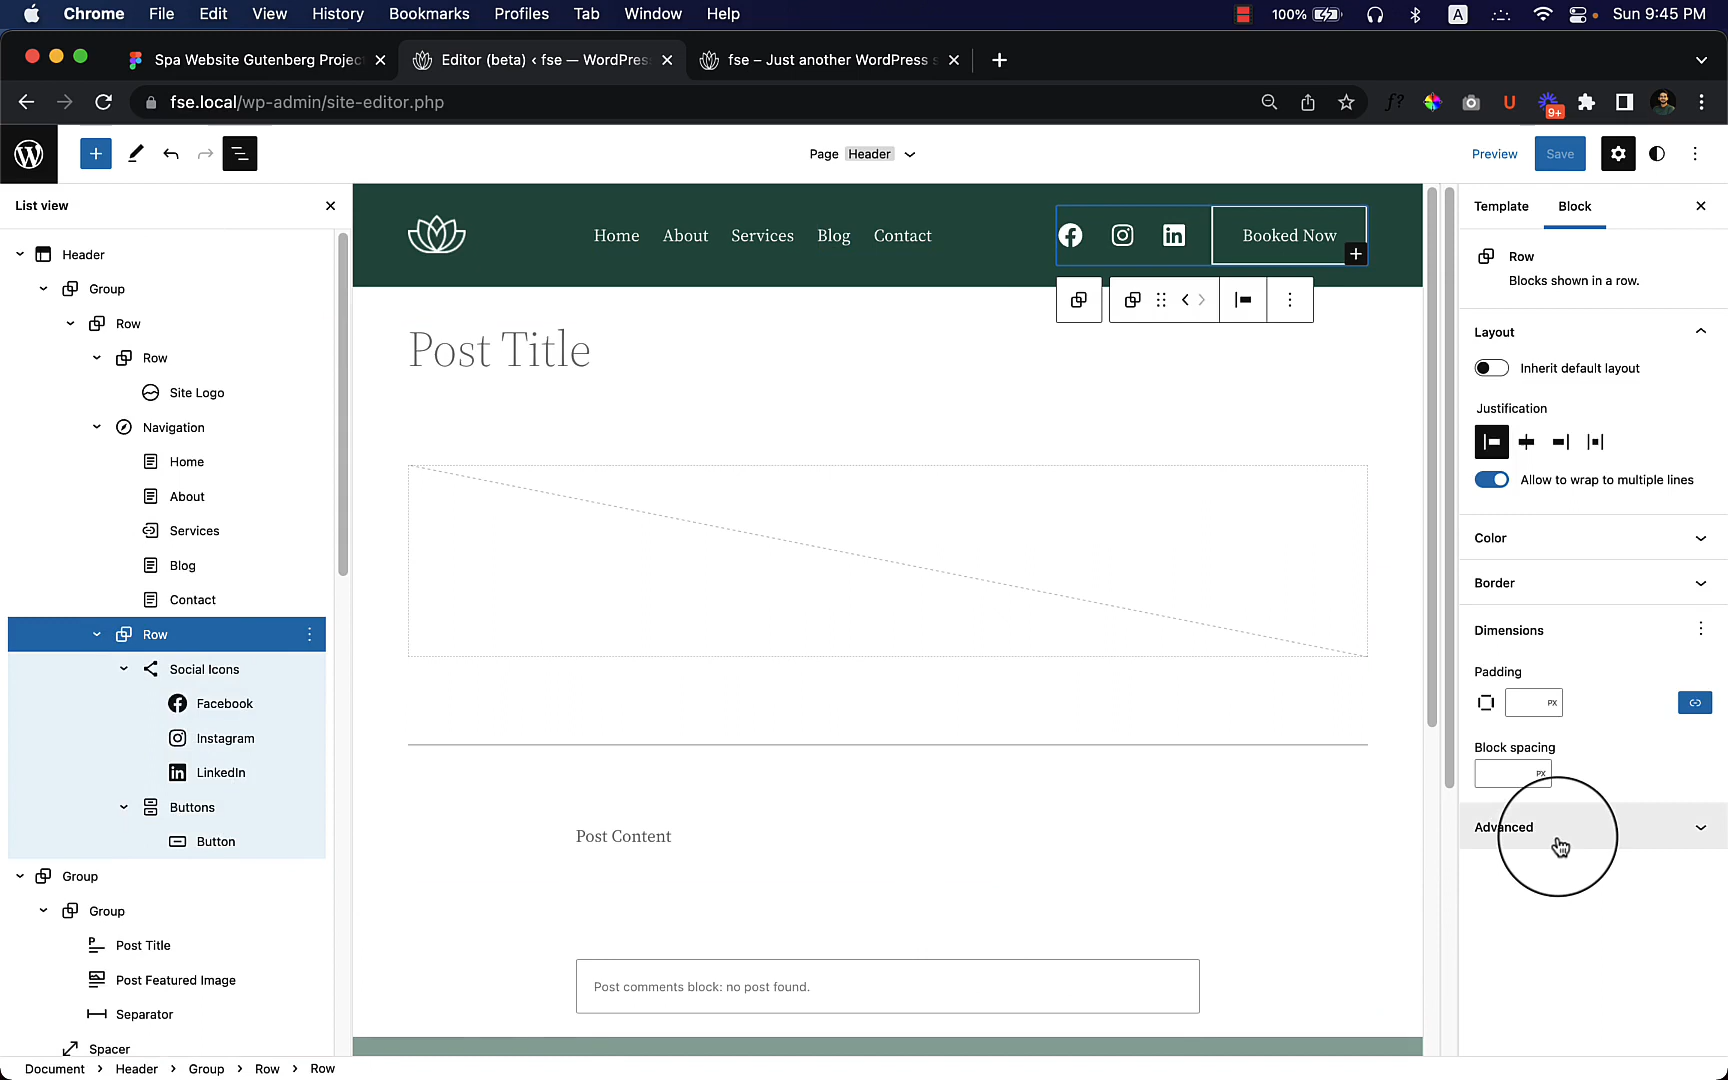 Chrome File Edit View History Bookmarks Profiles Tab Window Help 100% A Sun 9:45 PM
Spa Website Gutenberg Projec
Editor (beta) ‹ fse — WordPres
fse – Just another WordPress s
fse.local/wp-admin/site-editor.php
f?
U
9+
Page Header
Preview
Save
List view
Header
Group
Row
Row
Site Logo
Navigation
Home
About
Services
Blog
Contact
Row
Social Icons
Facebook
Instagram
LinkedIn
Buttons
Button
Group
Group
Post Title
Post Featured Image
Separator
Spacer
Home About Services Blog Contact
Booked Now
Post Title
Post Content
Post comments block: no post found.
Template Block
Row
Blocks shown in a row.
Layout
Inherit default layout
Justification
Allow to wrap to multiple lines
Color
Border
Dimensions
Padding
PX
Block spacing
PX
Advanced
Document › Header › Group › Row › Row